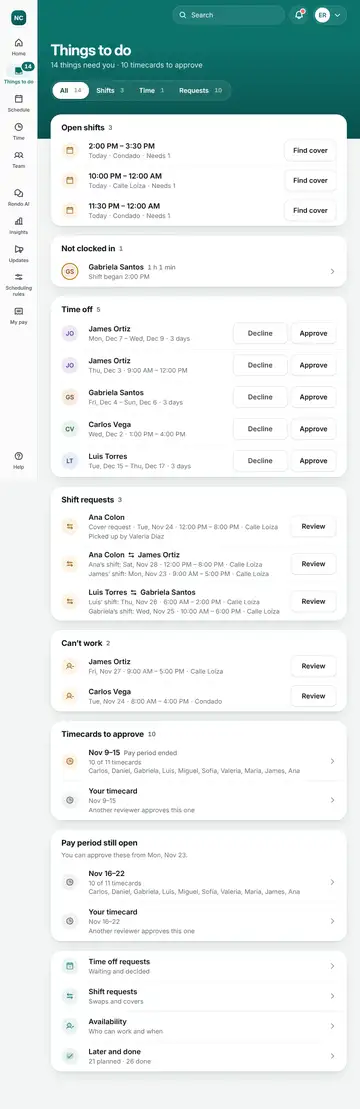 NC
Search
ER
Home
14
Things to do
Schedule
Time
Team
Rondo AI
Insights
Updates
Scheduling rules
My pay
Help
Things to do
14 things need you · 10 timecards to approve
All 14
Shifts 3
Time 1
Requests 10
Open shifts 3
2:00 PM – 3:30 PM
Today · Condado · Needs 1
Find cover
10:00 PM – 12:00 AM
Today · Calle Loíza · Needs 1
Find cover
11:30 PM – 12:00 AM
Today · Condado · Needs 1
Find cover
Not clocked in 1
GS
Gabriela Santos 1 h 1 min
Shift began 2:00 PM
Time off 5
JO
James Ortiz
Mon, Dec 7 – Wed, Dec 9 · 3 days
Decline
Approve
JO
James Ortiz
Thu, Dec 3 · 9:00 AM – 12:00 PM
Decline
Approve
GS
Gabriela Santos
Fri, Dec 4 – Sun, Dec 6 · 3 days
Decline
Approve
CV
Carlos Vega
Wed, Dec 2 · 1:00 PM – 4:00 PM
Decline
Approve
LT
Luis Torres
Tue, Dec 15 – Thu, Dec 17 · 3 days
Decline
Approve
Shift requests 3
Ana Colon
Cover request · Tue, Nov 24 · 12:00 PM – 8:00 PM · Calle Loíza
Picked up by Valeria Diaz
Review
Ana Colon ⇆ James Ortiz
Ana's shift: Sat, Nov 28 · 12:00 PM – 8:00 PM · Calle Loíza
James' shift: Mon, Nov 23 · 9:00 AM – 5:00 PM · Calle Loíza
Review
Luis Torres ⇆ Gabriela Santos
Luis' shift: Thu, Nov 26 · 6:00 AM – 2:00 PM · Calle Loíza
Gabriela's shift: Wed, Nov 25 · 10:00 AM – 6:00 PM · Calle Loíza
Review
Can't work 2
James Ortiz
Fri, Nov 27 · 9:00 AM – 5:00 PM · Calle Loíza
Review
Carlos Vega
Tue, Nov 24 · 8:00 AM – 4:00 PM · Condado
Review
Timecards to approve 10
Nov 9–15 Pay period ended
10 of 11 timecards
Carlos, Daniel, Gabriela, Luis, Miguel, Sofía, Valeria, María, James, Ana
Your timecard
Nov 9–15
Another reviewer approves this one
Pay period still open
You can approve these from Mon, Nov 23.
Nov 16–22
10 of 11 timecards
Carlos, Daniel, Gabriela, Luis, Miguel, Sofía, Valeria, María, James, Ana
Your timecard
Nov 16–22
Another reviewer approves this one
Time off requests
Waiting and decided
Shift requests
Swaps and covers
Availability
Who can work and when
Later and done
21 planned · 26 done